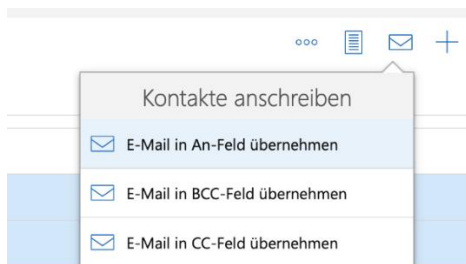 Kontakte anschreiben
E-Mail in An-Feld übernehmen
E-Mail in BCC-Feld übernehmen
E-Mail in CC-Feld übernehmen